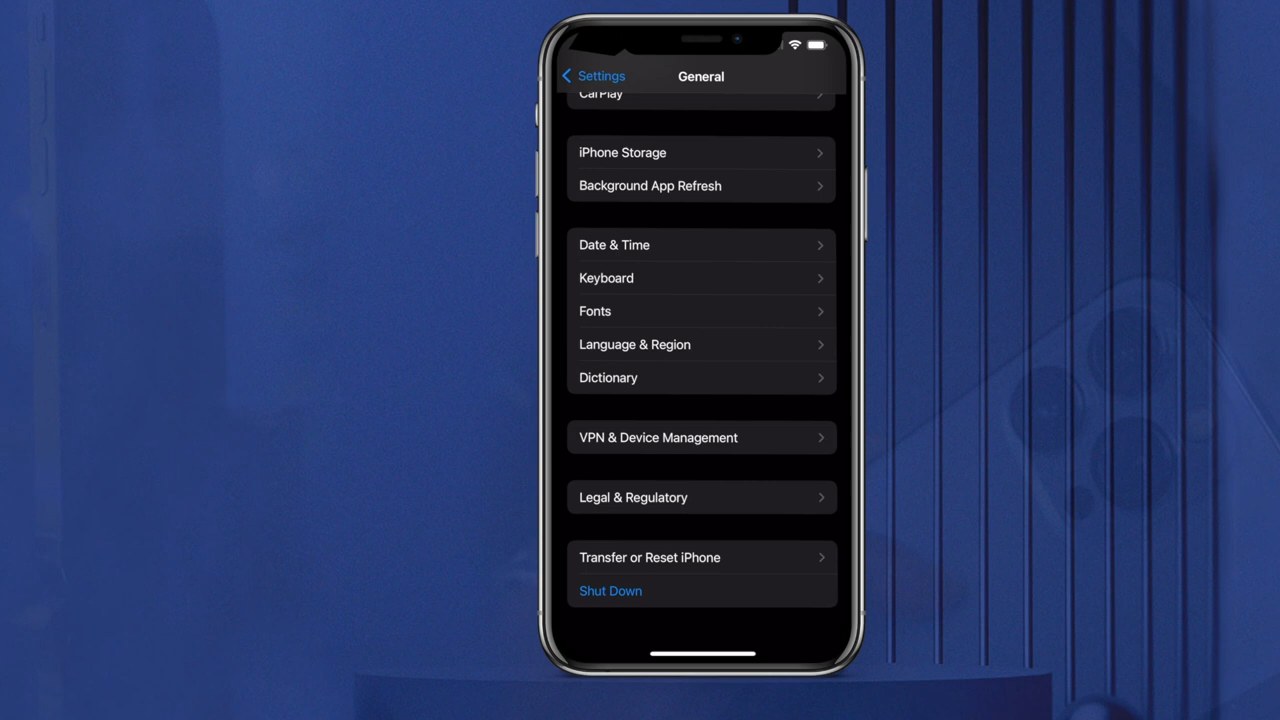 Settings
General
CarPlay
iPhone Storage
Background App Refresh
Date & Time
Keyboard
Fonts
Language & Region
Dictionary
VPN & Device Management
Legal & Regulatory
Transfer or Reset iPhone
Shut Down